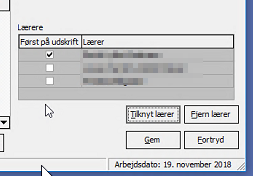 Lærere
Først på udskrift Lærer
Tilknyt lærer Fjern lærer
Gem Fortryd
Arbejdsdato: 19. november 2018